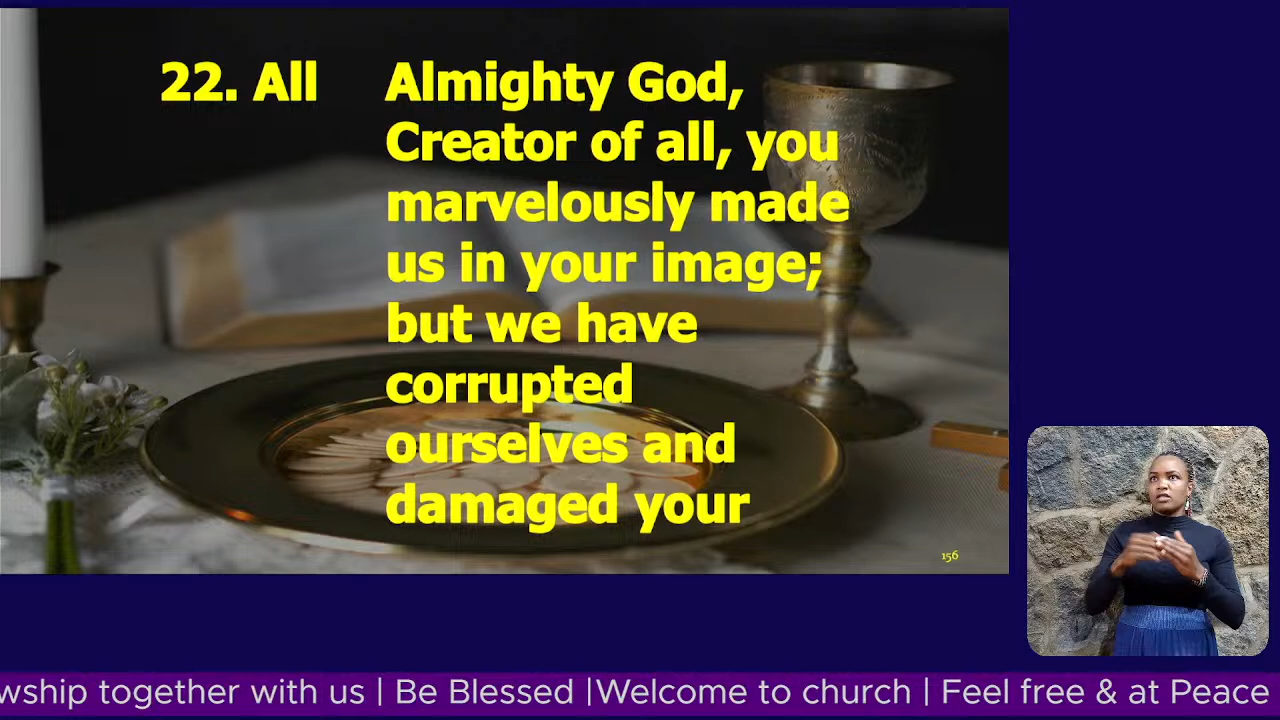 22. All Almighty God,
Creator of all, you
marvelously made
us in your image;
but we have
corrupted
ourselves and
damaged your
156
wship together with us | Be Blessed |Welcome to church | Feel free & at Peace